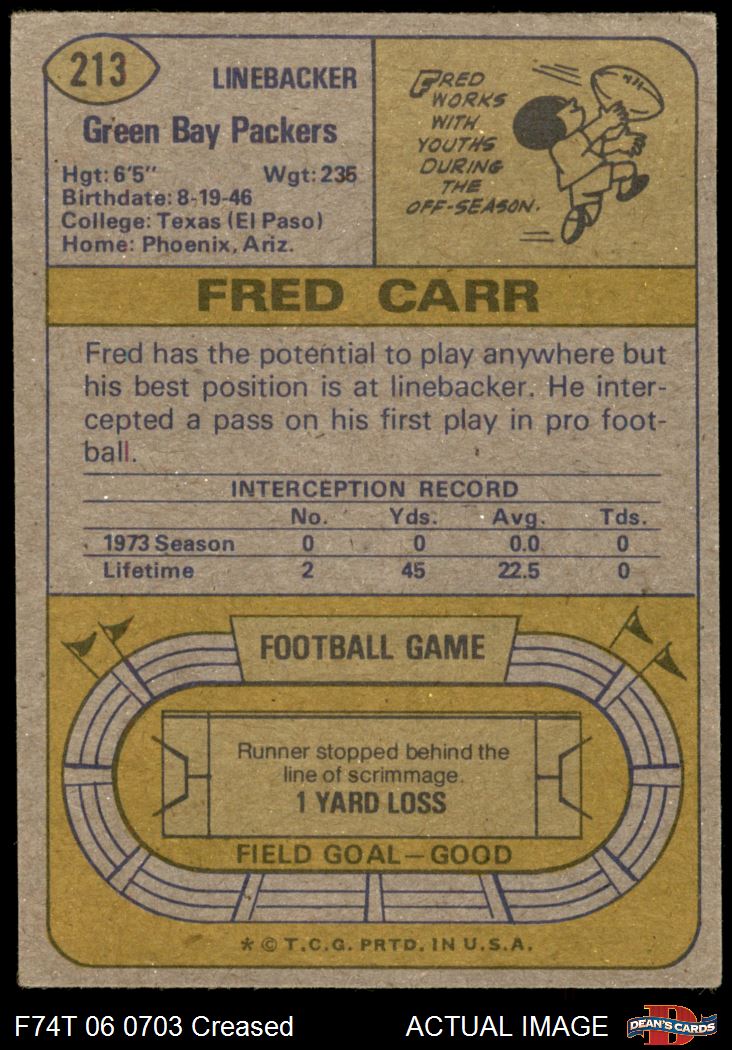 213
LINEBACKER
Green Bay Packers
Hgt: 6'5" Wgt: 235
Birthdate: 8-19-46
College: Texas (El Paso)
Home: Phoenix, Ariz.
FRED
WORKS
WITH
YOUTHS
DURING
THE
OFF-SEASON.
FRED CARR
Fred has the potential to play anywhere but
his best position is at linebacker. He inter-
cepted a pass on his first play in pro foot-
ball.
INTERCEPTION RECORD
No. Yds. Avg. Tds.
1973 Season 0 0 0.0 0
Lifetime 2 45 22.5 0
FOOTBALL GAME
Runner stopped behind the
line of scrimmage.
1 YARD LOSS
FIELD GOAL—GOOD
* © T.C.G. PRTD. IN U.S.A.
F74T 06 0703 Creased ACTUAL IMAGE
DEAN'S CARDS